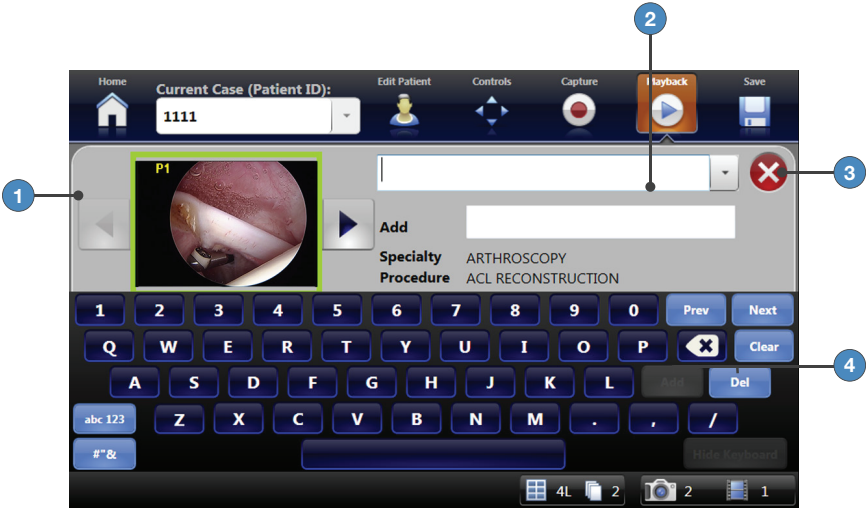 2
Home
Edit Patient
Controls
Capture
Playback
Save
Current Case (Patient ID):
1111
P1
1
3
Add
Specialty ARTHROSCOPY
Procedure ACL RECONSTRUCTION
1 2 3 4 5 6 7 8 9 0 Prev Next
Q W E R T Y U I O P Clear
4
A S D F G H J K L Add Del
abc 123 Z X C V B N M . , /
#"& Hide Keyboard
4L 2 2 1